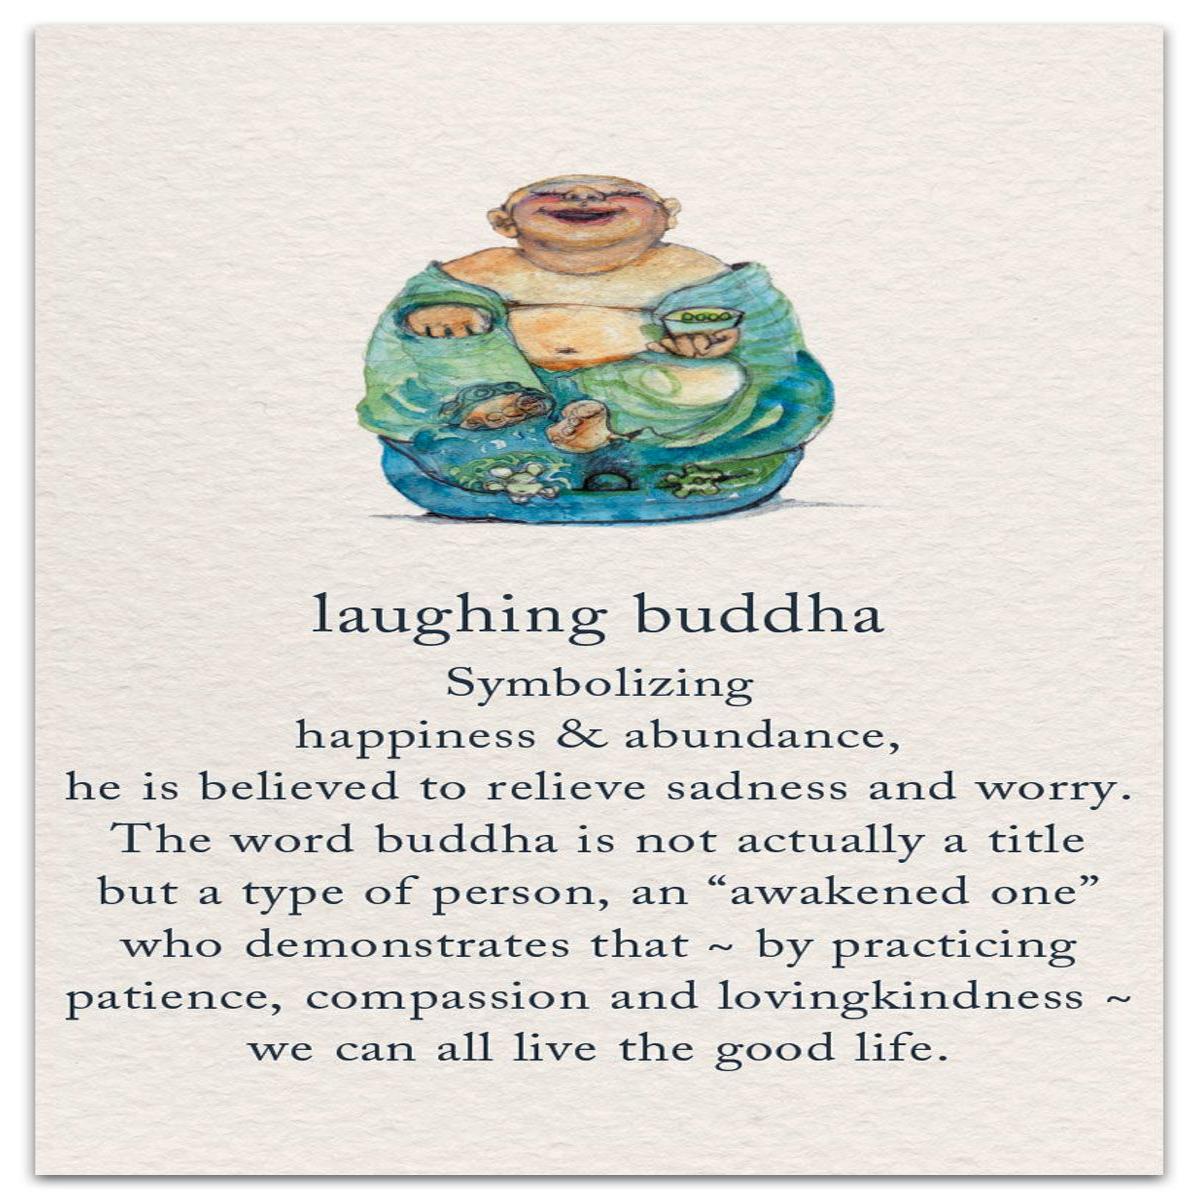 laughing buddha
Symbolizing
happiness & abundance,
he is believed to relieve sadness and worry.
The word buddha is not actually a title
but a type of person, an “awakened one”
who demonstrates that ~ by practicing
patience, compassion and lovingkindness ~
we can all live the good life.